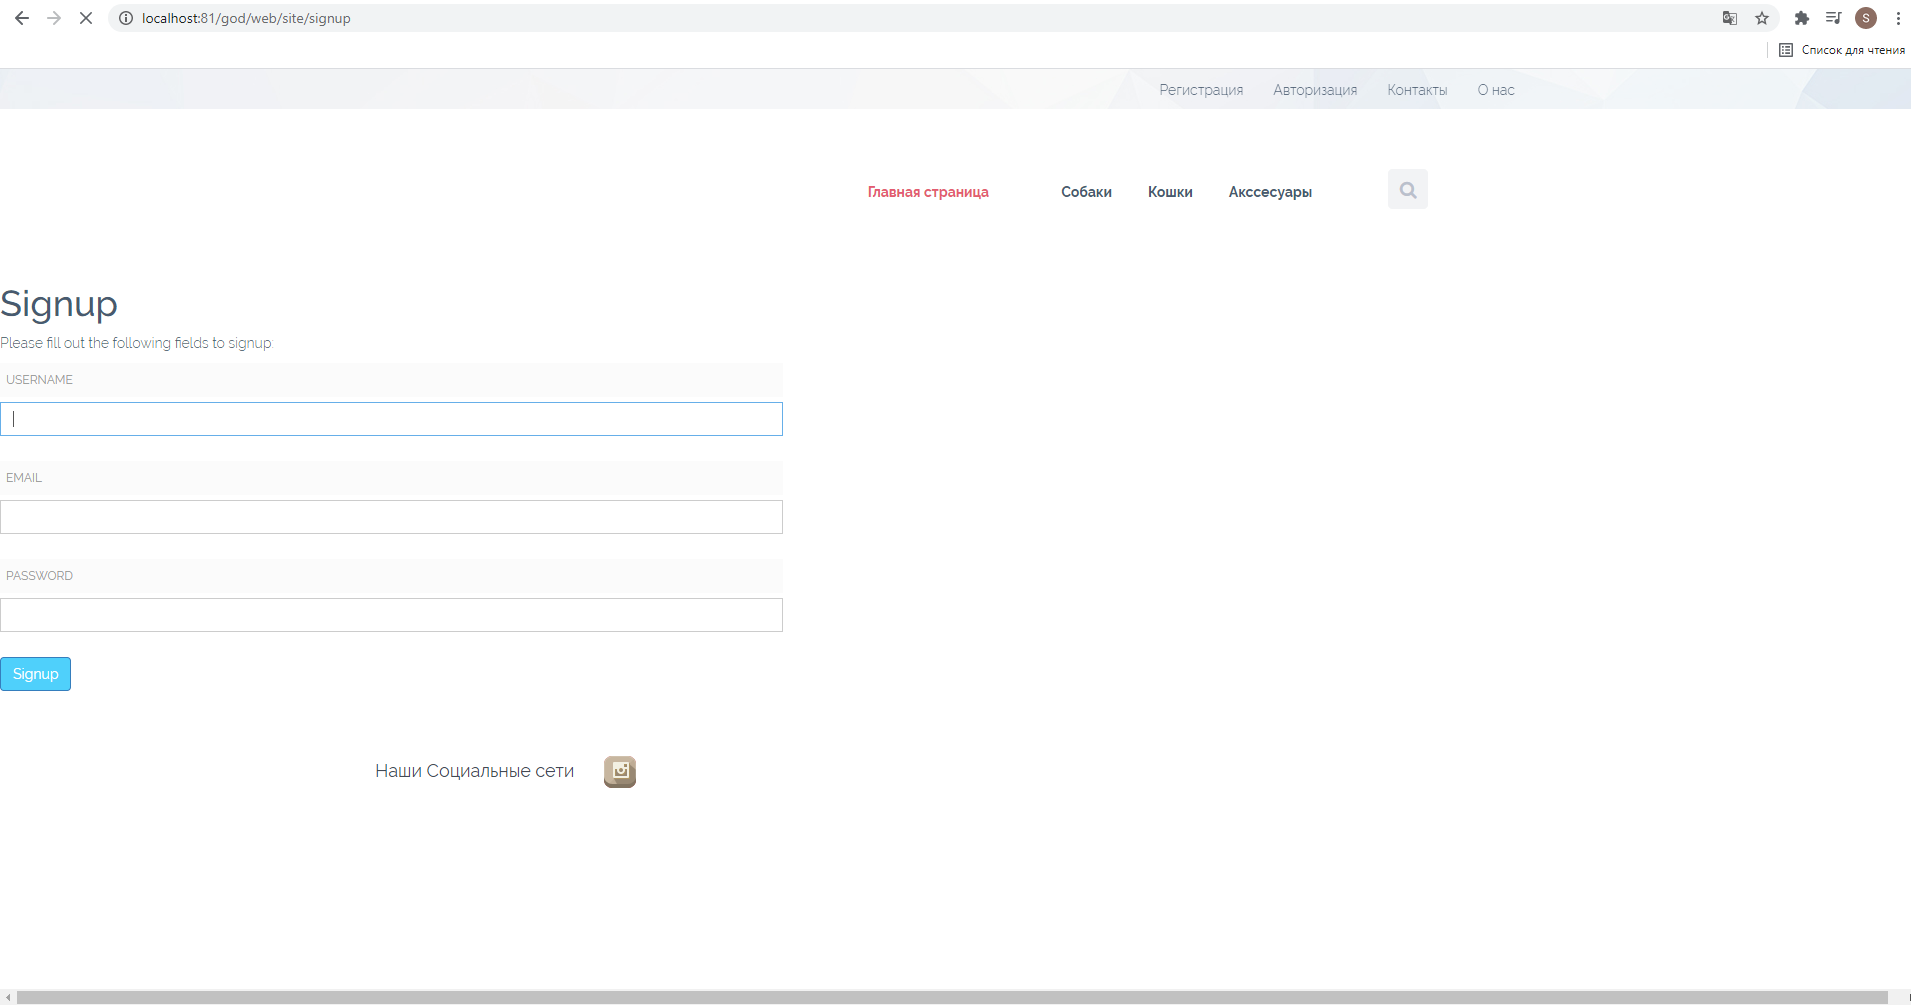 localhost:81/god/web/site/signup
S
Список для чтения
Регистрация Авторизация Контакты О нас
Главная страница Собаки Кошки Акссесуары
Signup
Please fill out the following fields to signup:
USERNAME
EMAIL
PASSWORD
Signup
Наши Социальные сети